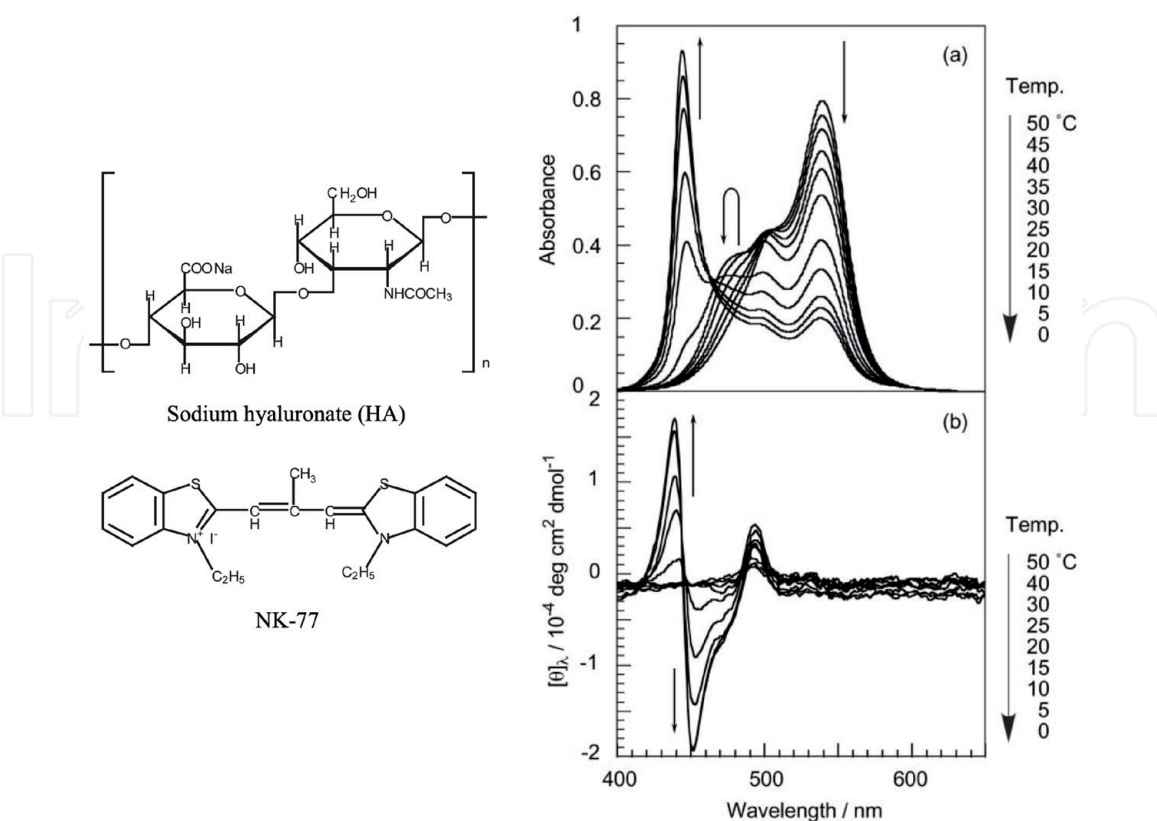 CH2OH
O
O
H
H
H
H
H
OH
NHCOCH3
O
COONa
O
H
H
OH
H
H
O
H
OH
n
Sodium hyaluronate (HA)
S
CH3
S
H
C
H
N+
I-
N
C2H5
C2H5
NK-77
(a)
1
0.8
0.6
0.4
0.2
0
Absorbance
Temp.
50 °C
45
40
35
30
25
20
15
10
5
0
(b)
2
1
0
-1
-2
[θ]λ / 10-4 deg cm2 dmol-1
Temp.
50 °C
40
30
25
20
15
10
5
0
400
500
600
Wavelength / nm